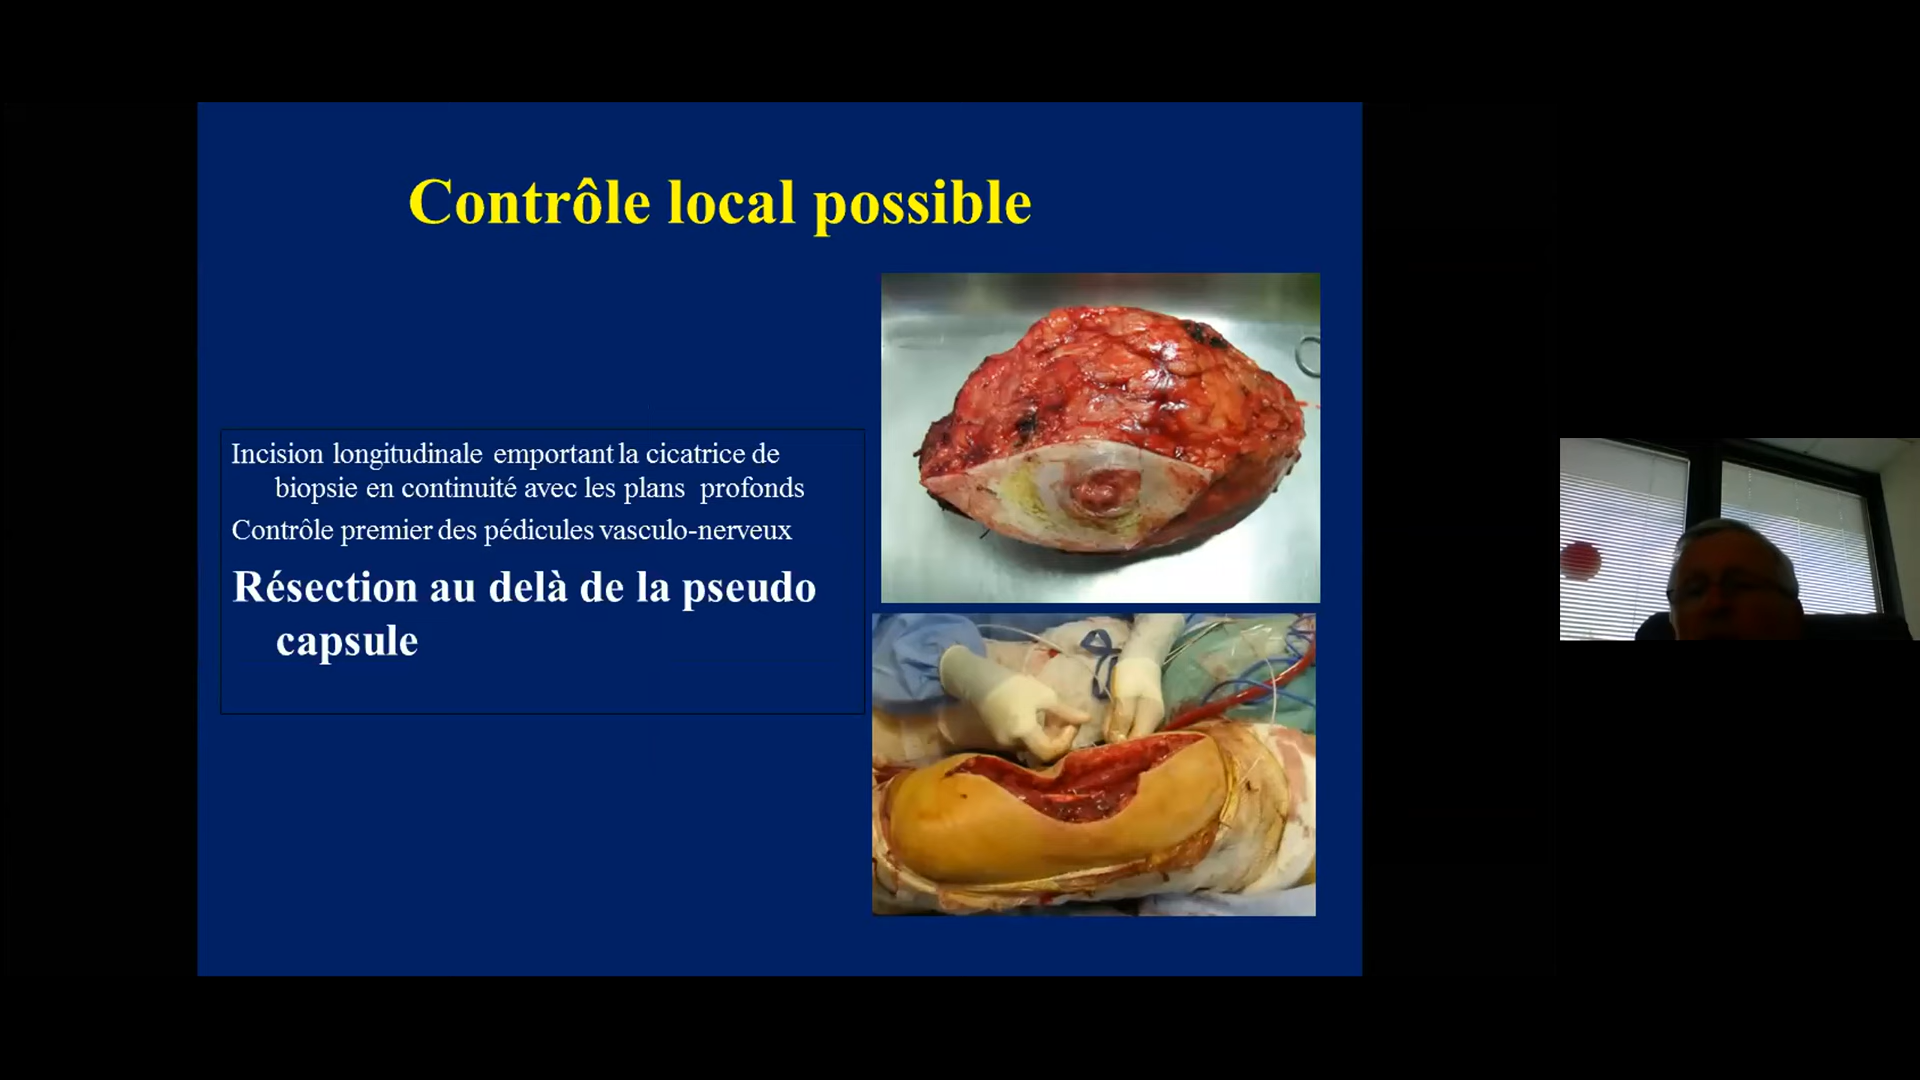 Contrôle local possible
Incision longitudinale emportant la cicatrice de
biopsie en continuité avec les plans profonds
Contrôle premier des pédicules vasculo-nerveux
Résection au delà de la pseudo
capsule